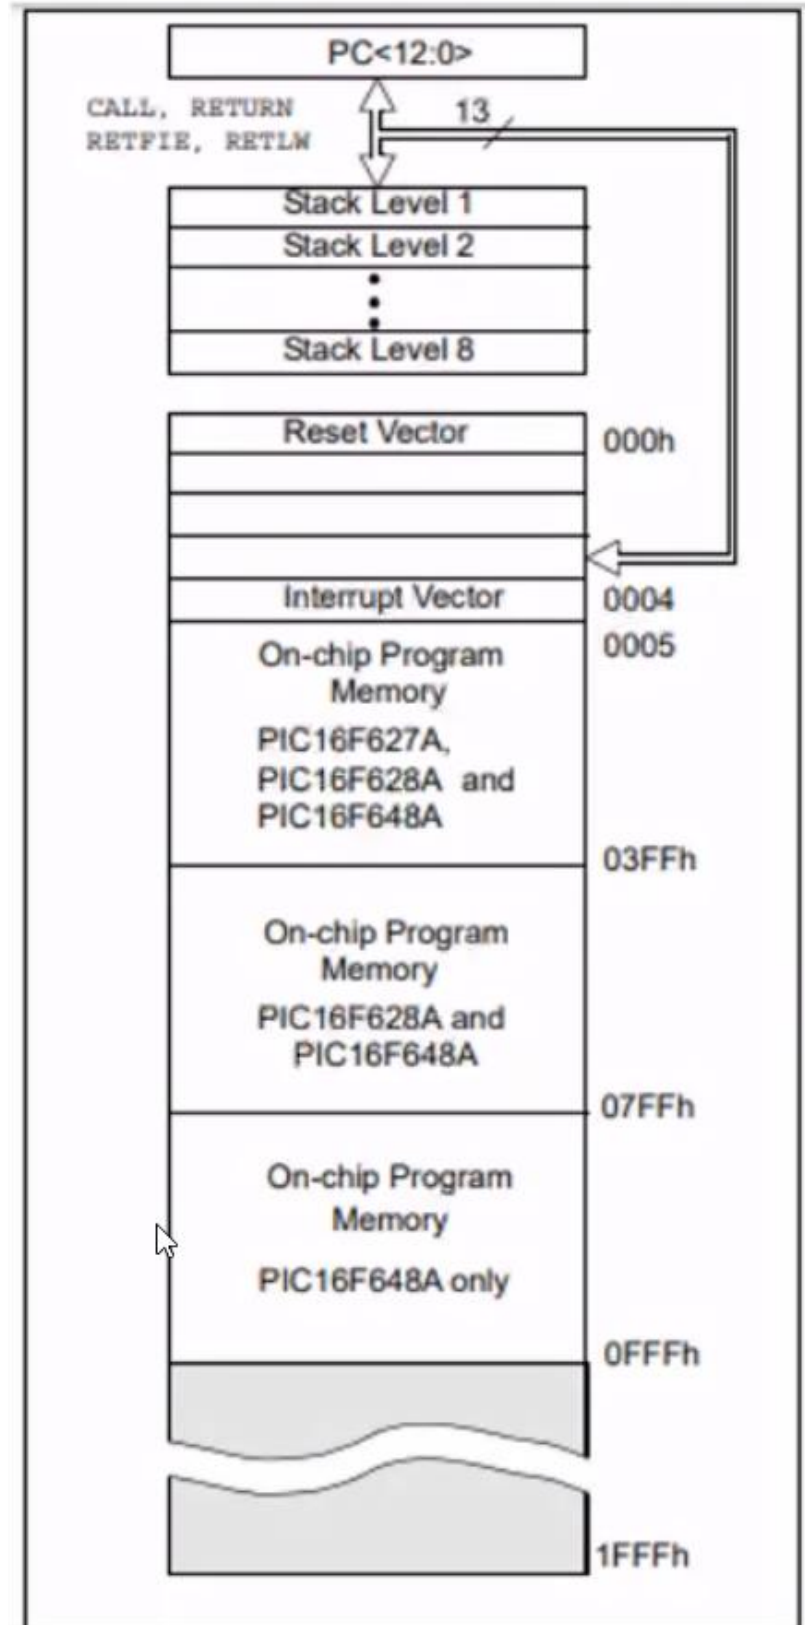 PC<12:0>
CALL, RETURN
RETFIE, RETLW
13
Stack Level 1
Stack Level 2
Stack Level 8
Reset Vector
000h
Interrupt Vector
0004
0005
On-chip Program
Memory
PIC16F627A,
PIC16F628A and
PIC16F648A
03FFh
On-chip Program
Memory
PIC16F628A and
PIC16F648A
07FFh
On-chip Program
Memory
PIC16F648A only
0FFFh
1FFFh